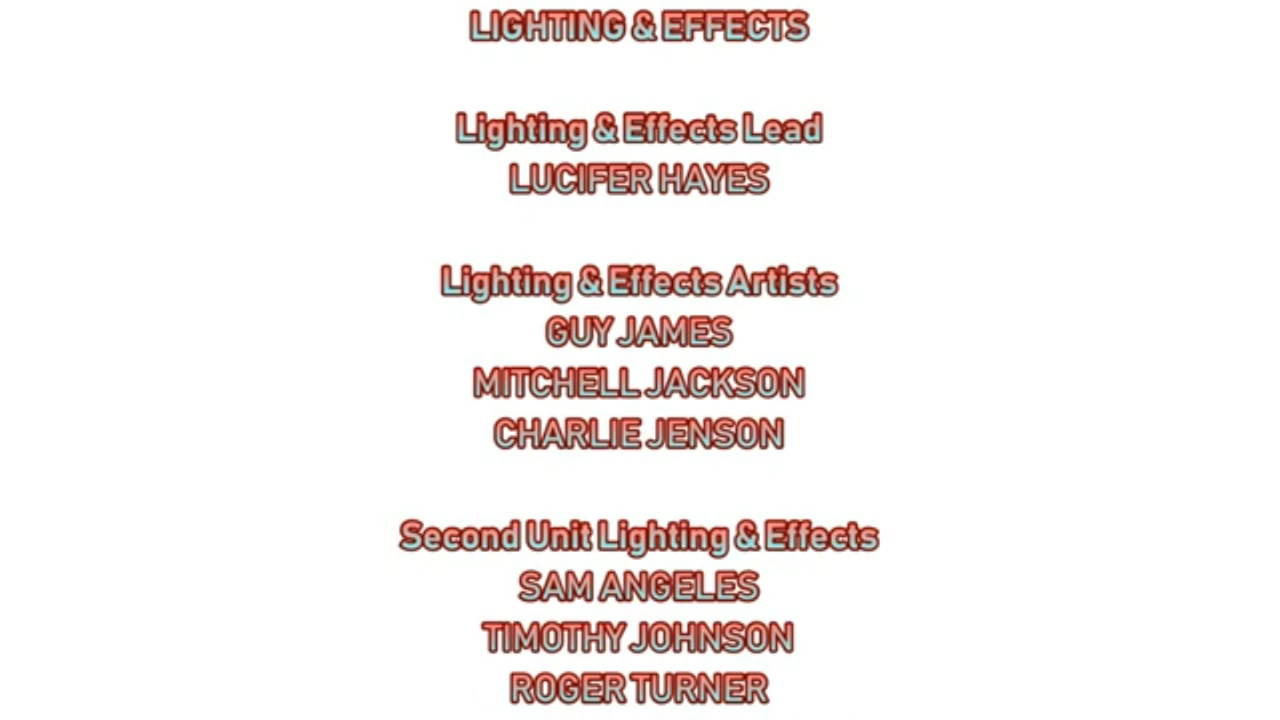 LIGHTING & EFFECTS
Lighting & Effects Lead
LUCIFER HAYES
Lighting & Effects Artists
GUY JAMES
MITCHELL JACKSON
CHARLIE JENSON
Second Unit Lighting & Effects
SAM ANGELES
TIMOTHY JOHNSON
ROGER TURNER